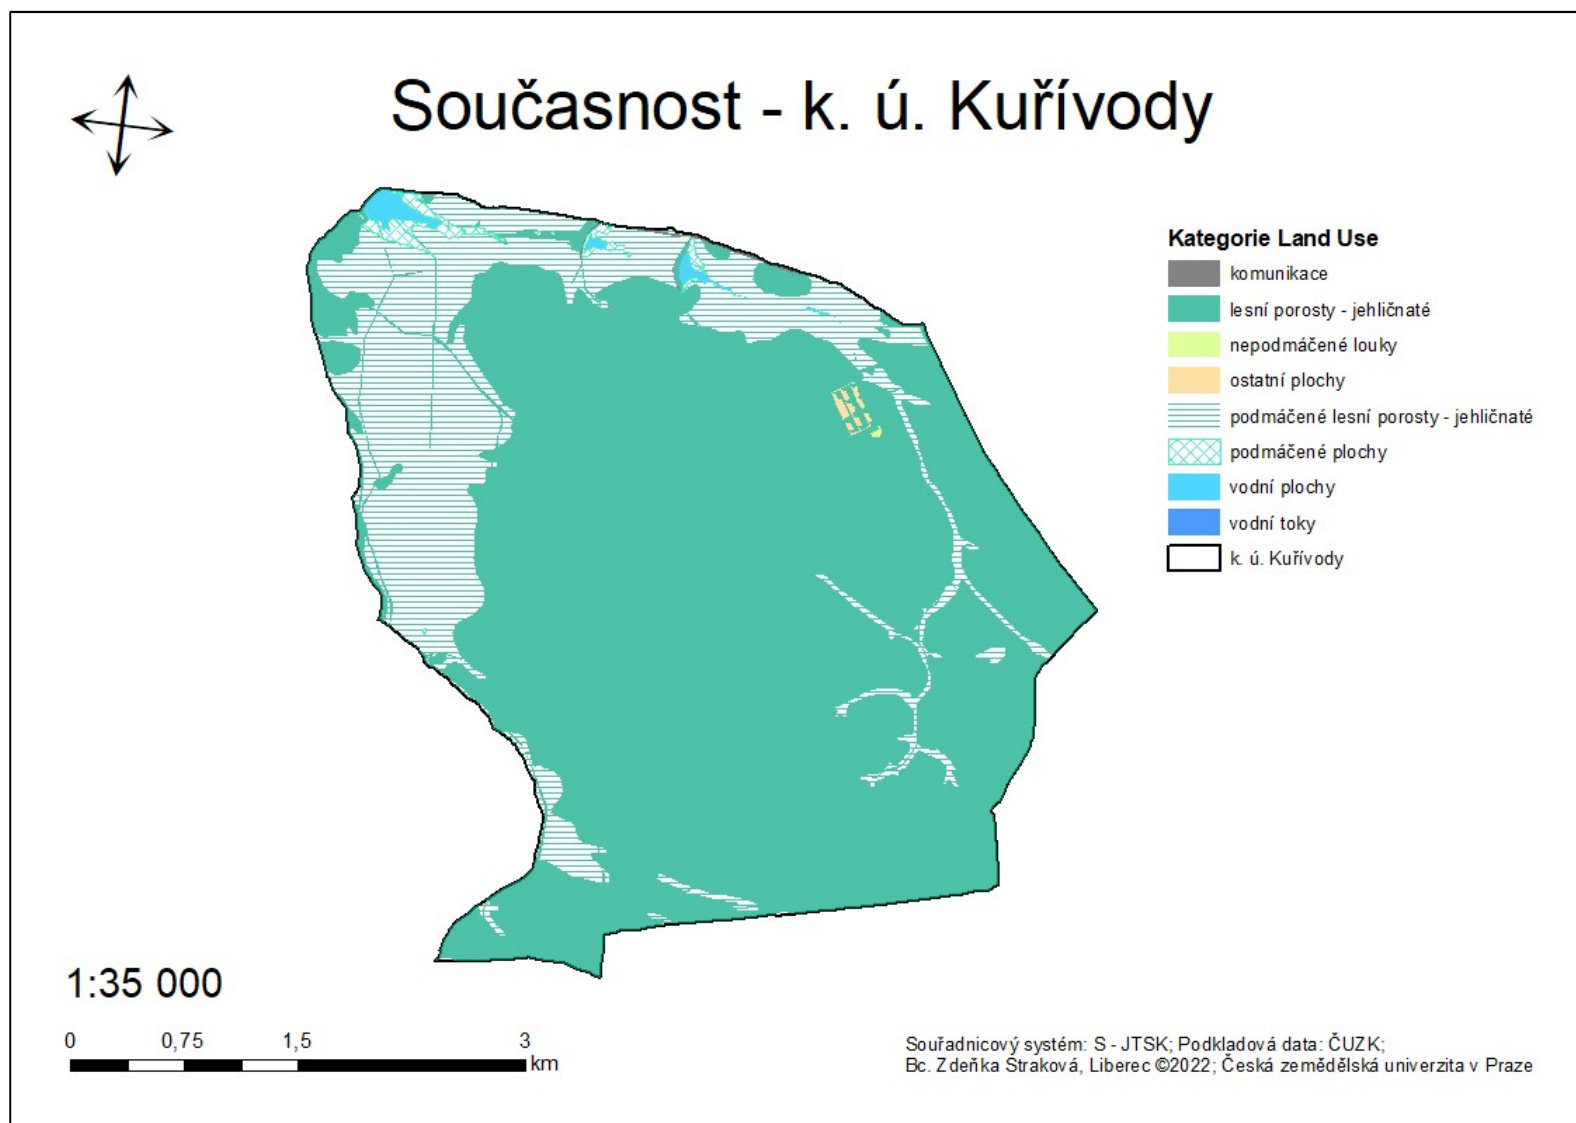 Současnost - k. ú. Kuřívody
Kategorie Land Use
komunikace
lesní porosty - jehličnaté
nepodmáčené louky
ostatní plochy
podmáčené lesní porosty - jehličnaté
podmáčené plochy
vodní plochy
vodní toky
k. ú. Kuřívody
1:35 000
0 0,75 1,5 3
km
Souřadnicový systém: S - JTSK; Podkladová data: ČUZK;
Bc. Zdeňka Straková, Liberec ©2022; Česká zemědělská univerzita v Praze